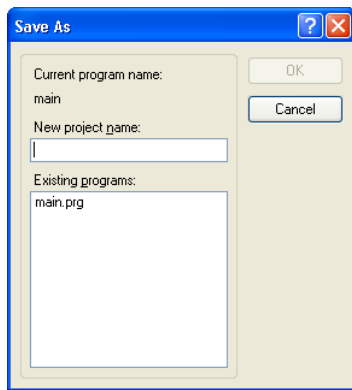 Save As
Current program name:
main
New project name:
Existing programs:
main.prg
OK
Cancel